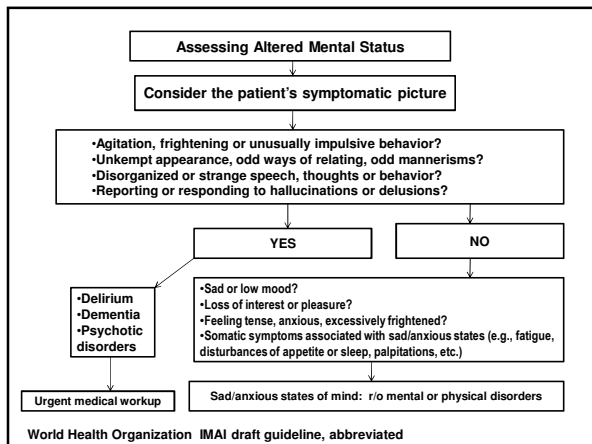 Assessing Altered Mental Status
Consider the patient's symptomatic picture
•Agitation, frightening or unusually impulsive behavior?
•Unkempt appearance, odd ways of relating, odd mannerisms?
•Disorganized or strange speech, thoughts or behavior?
•Reporting or responding to hallucinations or delusions?
YES
NO
•Delirium
•Dementia
•Psychotic
disorders
•Sad or low mood?
•Loss of interest or pleasure?
•Feeling tense, anxious, excessively frightened?
•Somatic symptoms associated with sad/anxious states (e.g., fatigue,
disturbances of appetite or sleep, palpitations, etc.)
Urgent medical workup
Sad/anxious states of mind: r/o mental or physical disorders
World Health Organization IMAI draft guideline, abbreviated